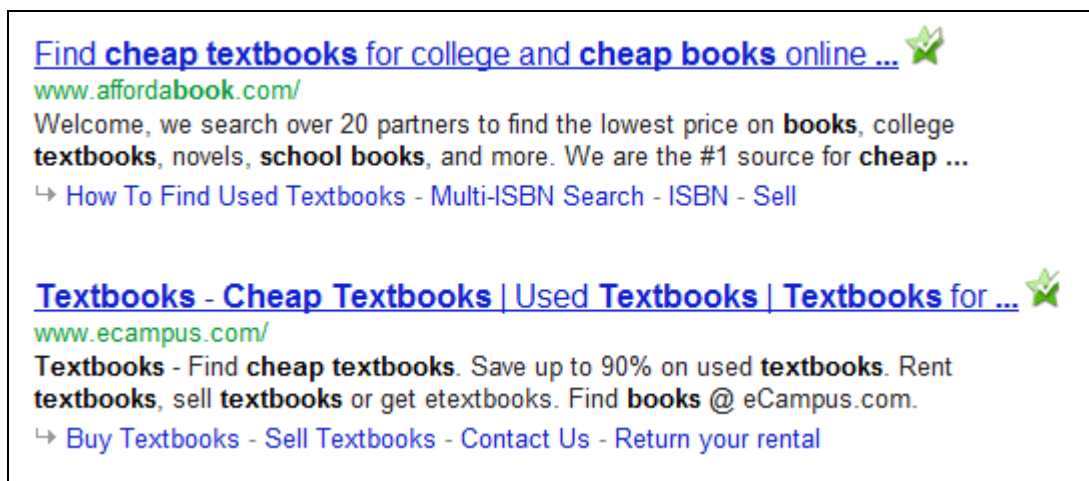 Find cheap textbooks for college and cheap books online ...
www.affordabook.com/
Welcome, we search over 20 partners to find the lowest price on books, college
textbooks, novels, school books, and more. We are the #1 source for cheap ...
How To Find Used Textbooks - Multi-ISBN Search - ISBN - Sell
Textbooks - Cheap Textbooks | Used Textbooks | Textbooks for ...
www.ecampus.com/
Textbooks - Find cheap textbooks. Save up to 90% on used textbooks. Rent
textbooks, sell textbooks or get etextbooks. Find books @ eCampus.com.
Buy Textbooks - Sell Textbooks - Contact Us - Return your rental